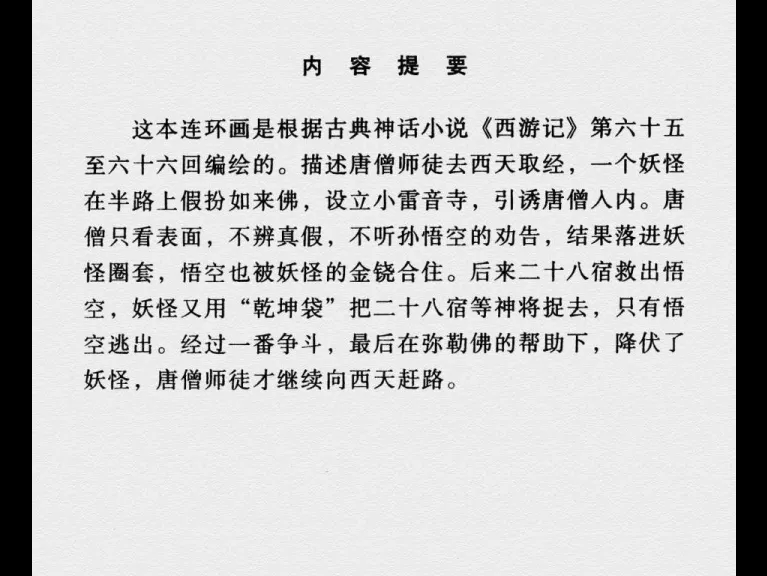 内容提要
这本连环画是根据古典神话小说《西游记》第六十五
至六十六回编绘的。描述唐僧师徒去西天取经，一个妖怪
在半路上假扮如来佛，设立小雷音寺，引诱唐僧入内。唐
僧只看表面，不辨真假，不听孙悟空的劝告，结果落进妖
怪圈套，悟空也被妖怪的金铙合住。后来二十八宿救出悟
空，妖怪又用“乾坤袋”把二十八宿等神将捉去，只有悟
空逃出。经过一番争斗，最后在弥勒佛的帮助下，降伏了
妖怪，唐僧师徒才继续向西天赶路。